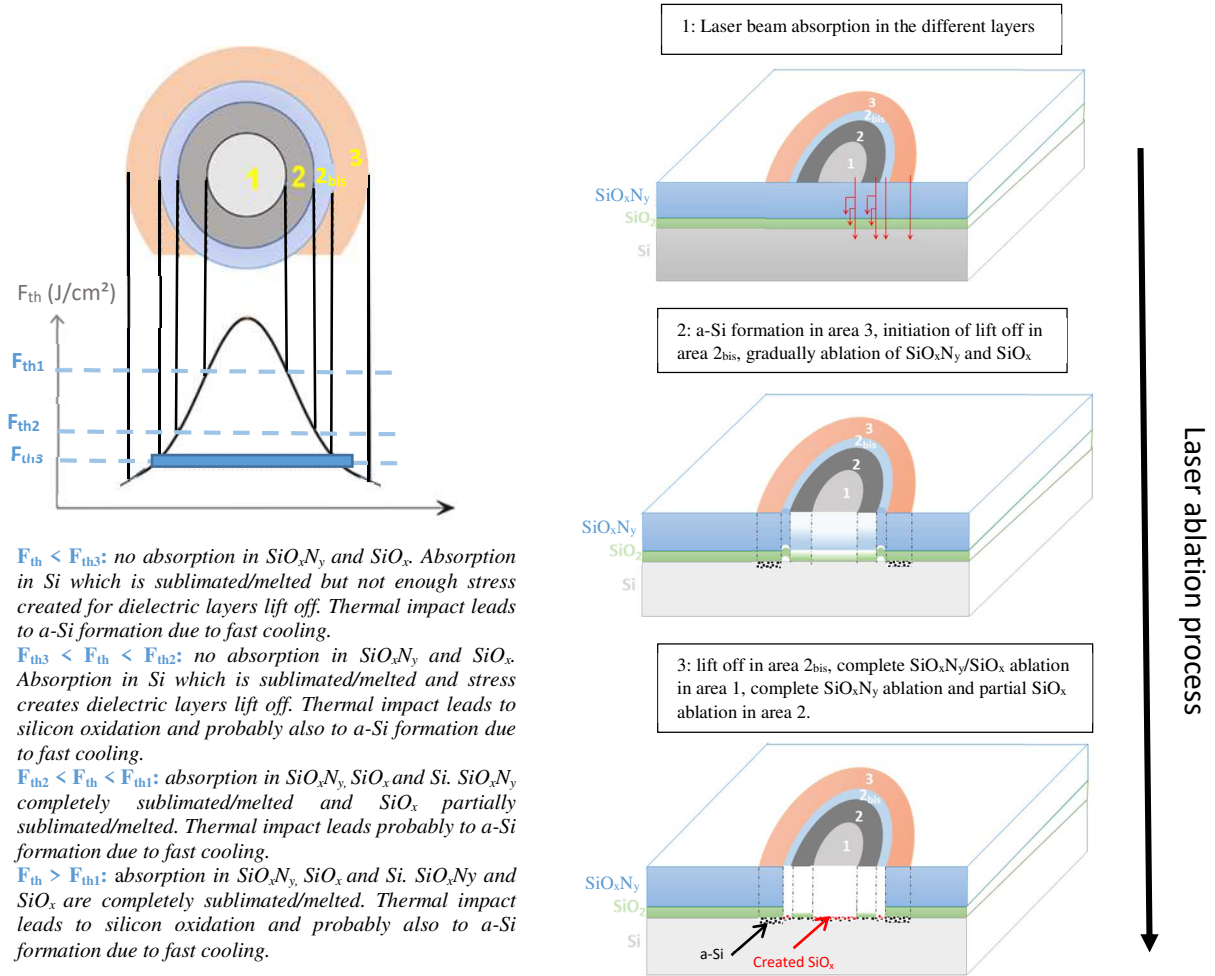 1
2
2bis
3
Fth (J/cm²)
Fth1
Fth2
Fth3
Fth < Fth3: no absorption in SiOxNy and SiOx. Absorption
in Si which is sublimated/melted but not enough stress
created for dielectric layers lift off. Thermal impact leads
to a-Si formation due to fast cooling.
Fth3 < Fth < Fth2: no absorption in SiOxNy and SiOx.
Absorption in Si which is sublimated/melted and stress
creates dielectric layers lift off. Thermal impact leads to
silicon oxidation and probably also to a-Si formation due
to fast cooling.
Fth2 < Fth < Fth1: absorption in SiOxNy, SiOx and Si. SiOxNy
completely sublimated/melted and SiOx partially
sublimated/melted. Thermal impact leads probably to a-Si
formation due to fast cooling.
Fth > Fth1: absorption in SiOxNy, SiOx and Si. SiOxNy and
SiOx are completely sublimated/melted. Thermal impact
leads to silicon oxidation and probably also to a-Si
formation due to fast cooling.
1: Laser beam absorption in the different layers
3
2bis
2
1
SiOxNy
SiO2
Si
2: a-Si formation in area 3, initiation of lift off in
area 2bis, gradually ablation of SiOxNy and SiOx
3
2bis
2
1
SiOxNy
SiO2
Si
3: lift off in area 2bis, complete SiOxNy/SiOx ablation
in area 1, complete SiOxNy ablation and partial SiOx
ablation in area 2.
3
2bis
2
1
SiOxNy
SiO2
Si
a-Si
Created SiOx
Laser ablation process